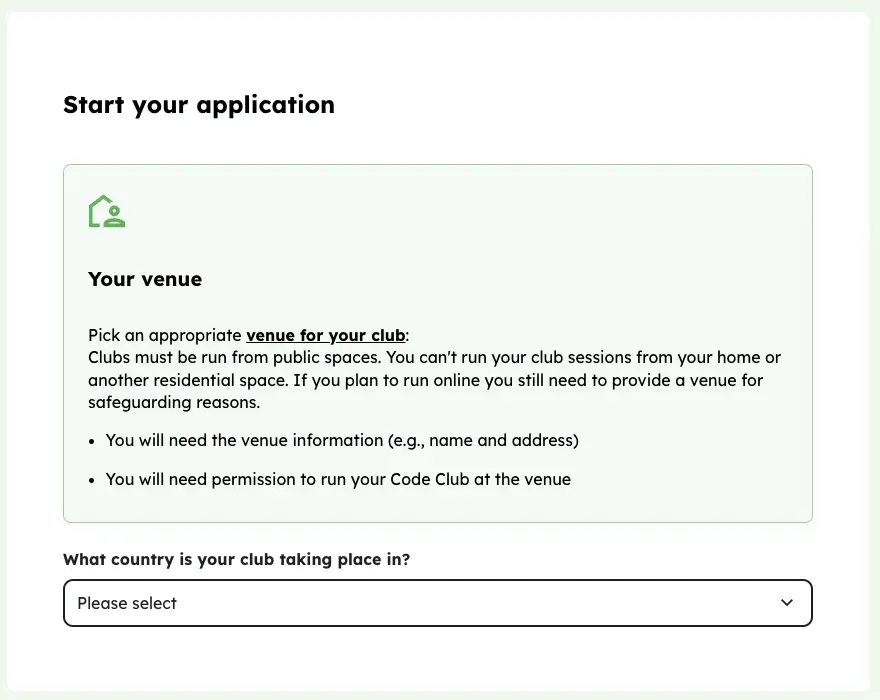 Start your application
Your venue
Pick an appropriate venue for your club:
Clubs must be run from public spaces. You can't run your club sessions from your home or
another residential space. If you plan to run online you still need to provide a venue for
safeguarding reasons.
• You will need the venue information (e.g., name and address)
• You will need permission to run your Code Club at the venue
What country is your club taking place in?
Please select